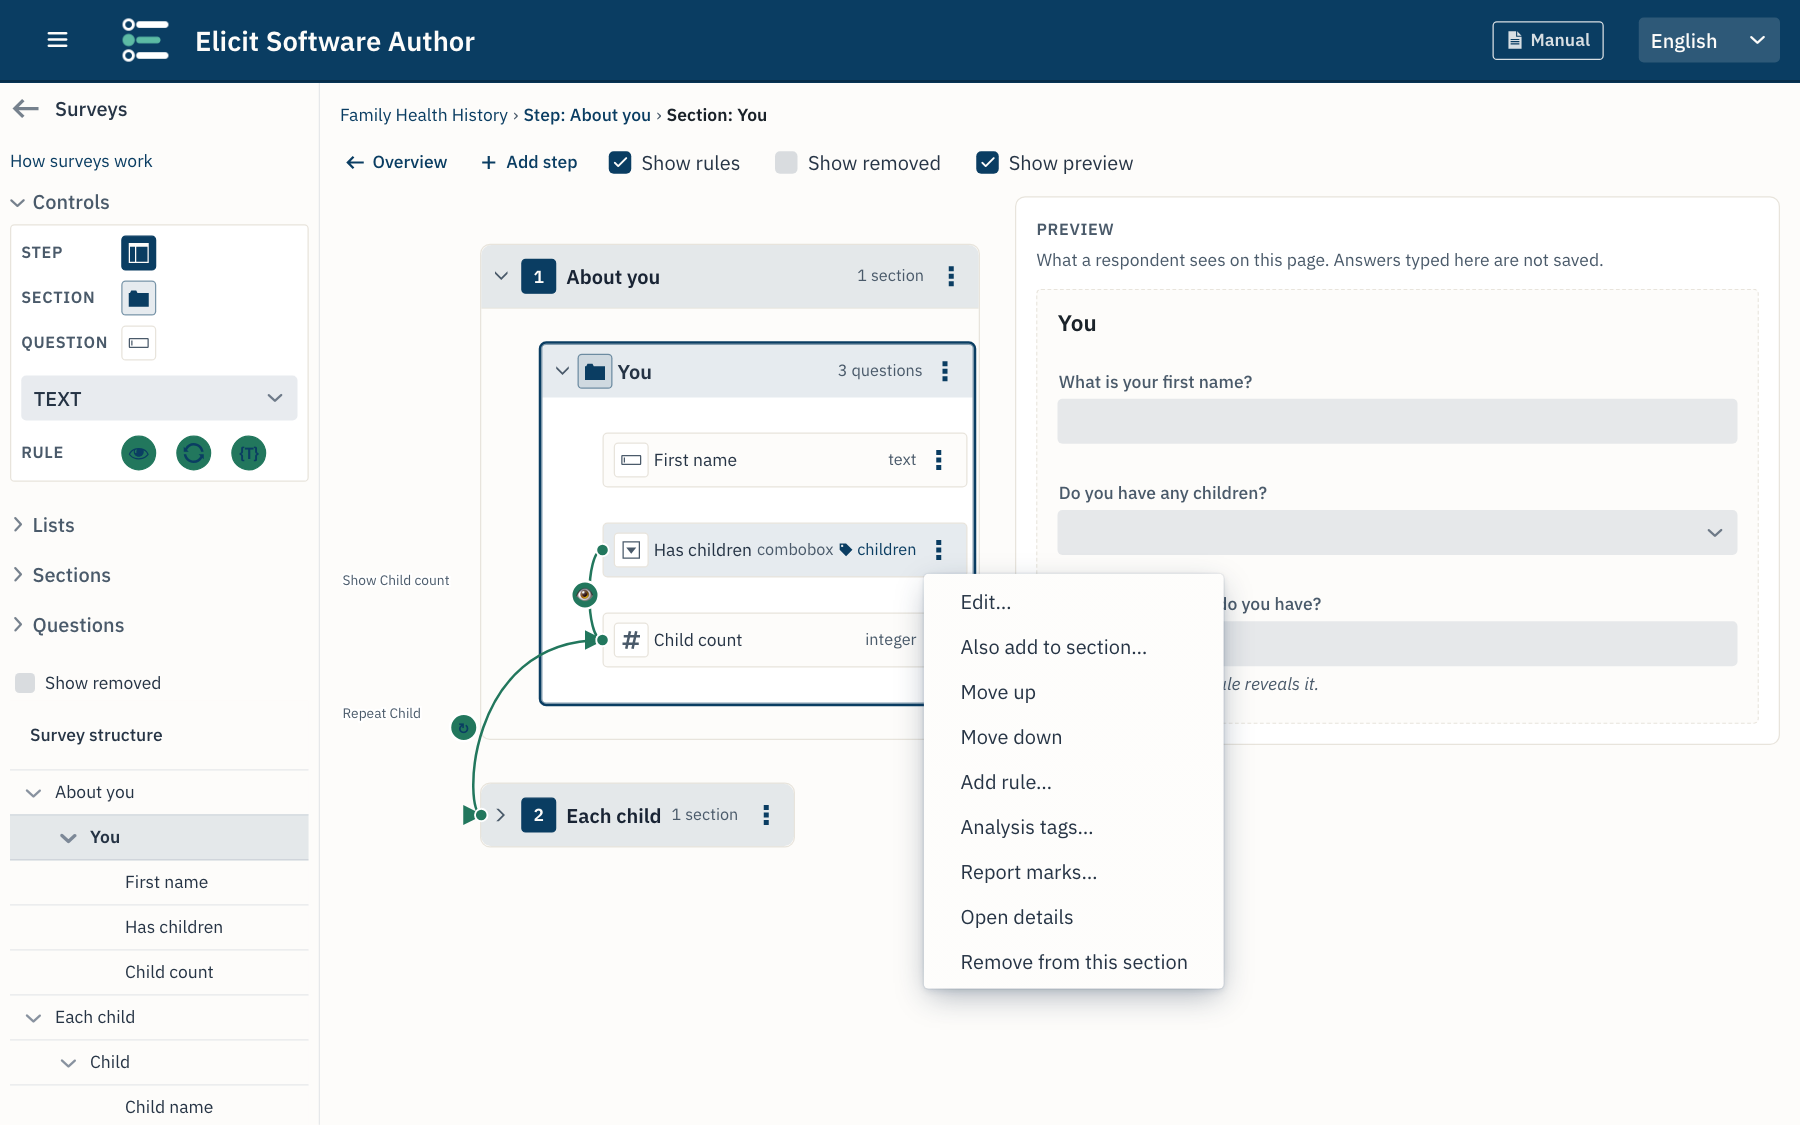 Elicit Software Author
Manual
English
Surveys
How surveys work
Controls
STEP
SECTION
QUESTION
TEXT
RULE
{T}
Lists
Sections
Questions
Show removed
Survey structure
About you
You
First name
Has children
Child count
Each child
Child
Child name
Family Health History › Step: About you › Section: You
Overview
Add step
Show rules
Show removed
Show preview
1 About you 1 section
You 3 questions
First name text
Has children combobox children
Show Child count
Child count integer
Repeat Child
2 Each child 1 section
Edit...
Also add to section...
Move up
Move down
Add rule...
Analysis tags...
Report marks...
Open details
Remove from this section
PREVIEW
What a respondent sees on this page. Answers typed here are not saved.
You
What is your first name?
Do you have any children?
do you have?
reveals it.